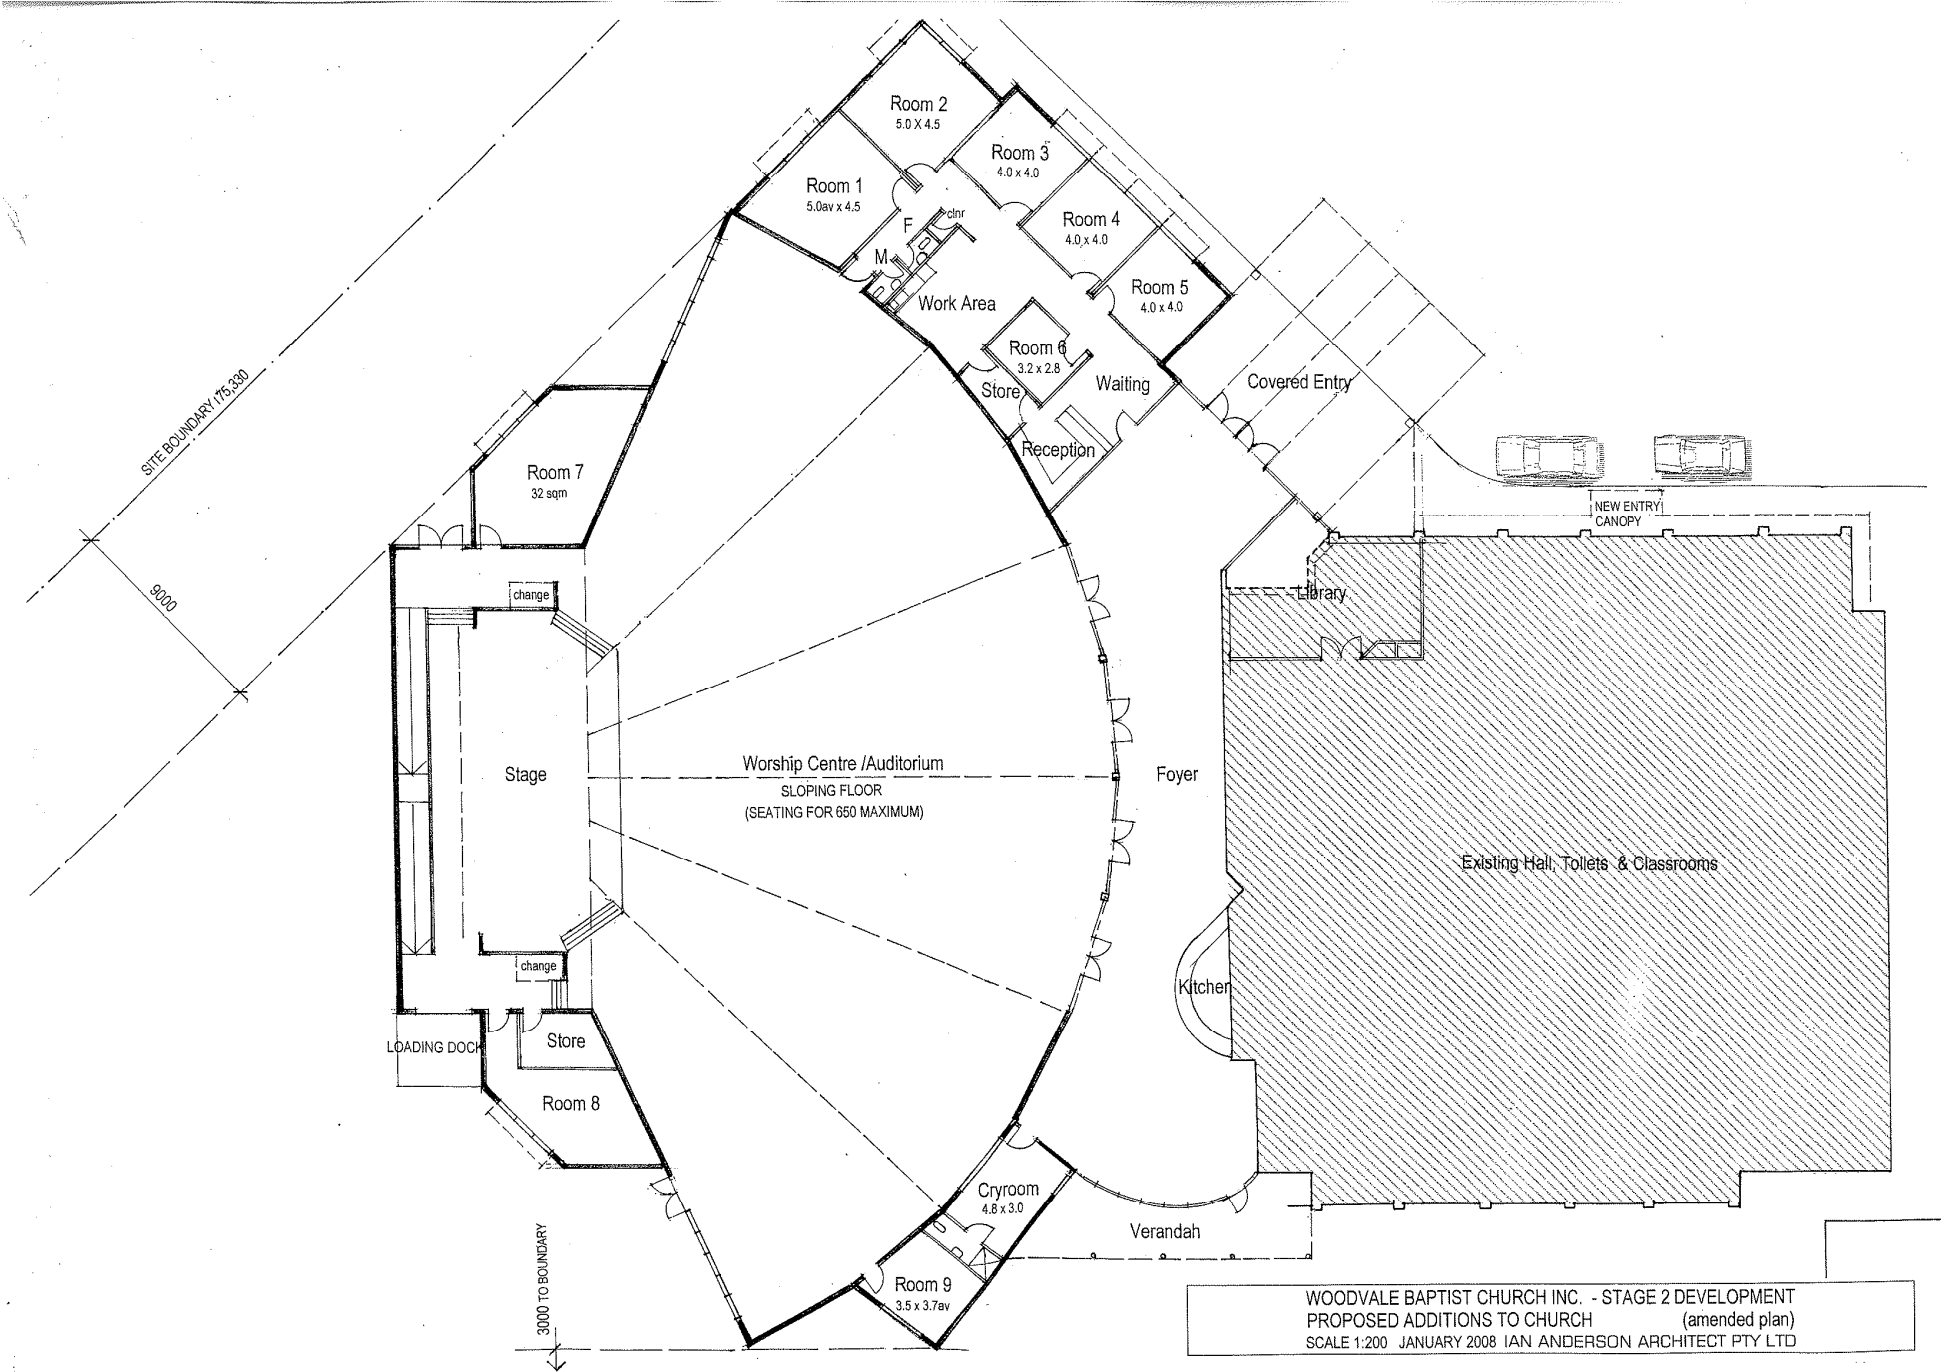 Room 2
5.0 X 4.5
Room 3
4.0 x 4.0
Room 1
5.0av x 4.5
clnr
F
Room 4
4.0 x 4.0
M
Room 5
4.0 x 4.0
Work Area
Room 6
3.2 x 2.8
Store
Waiting
Covered Entry
Reception
SITE BOUNDARY 175,330
Room 7
32 sqm
NEW ENTRY
CANOPY
9000
change
Library
Stage
Worship Centre /Auditorium
SLOPING FLOOR
(SEATING FOR 650 MAXIMUM)
Foyer
Existing Hall, Toilets & Classrooms
change
Kitchen
LOADING DOCK
Store
Room 8
Cryroom
4.8 x 3.0
Verandah
3000 TO BOUNDARY
Room 9
3.5 x 3.7av
WOODVALE BAPTIST CHURCH INC. - STAGE 2 DEVELOPMENT
PROPOSED ADDITIONS TO CHURCH (amended plan)
SCALE 1:200 JANUARY 2008 IAN ANDERSON ARCHITECT PTY LTD